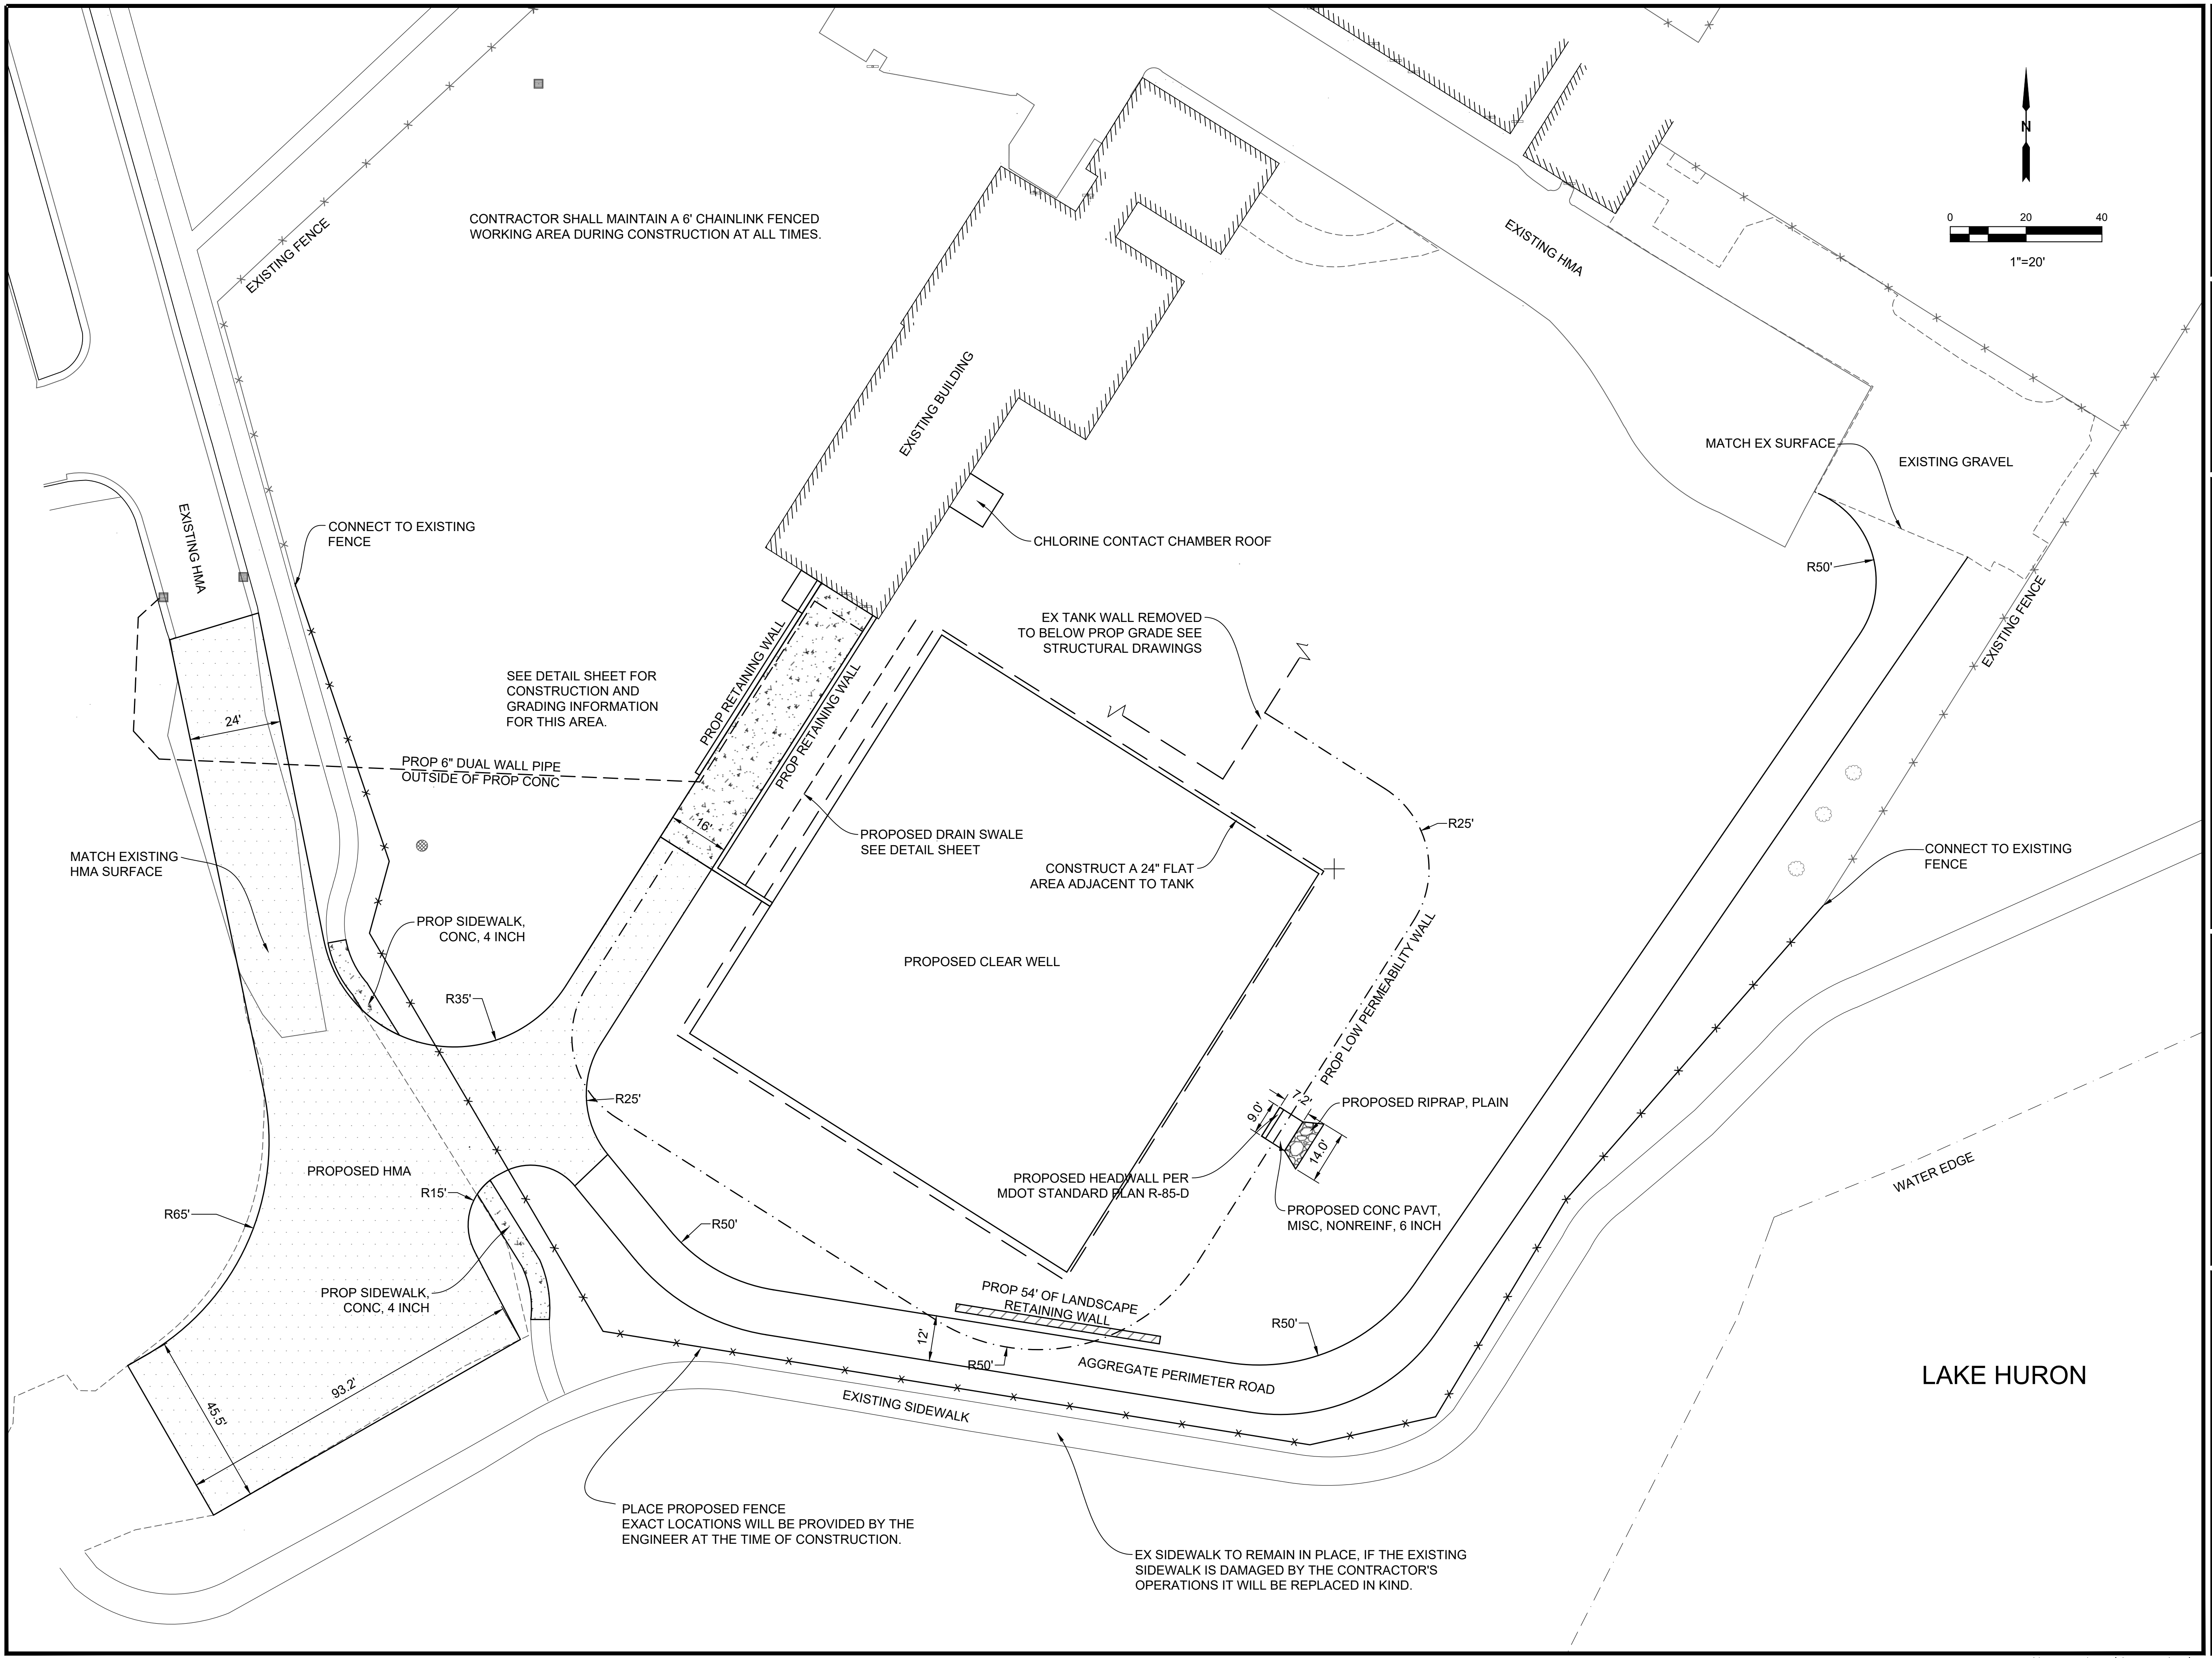 CONTRACTOR SHALL MAINTAIN A 6' CHAINLINK FENCED
WORKING AREA DURING CONSTRUCTION AT ALL TIMES.
EXISTING FENCE
N
0 20 40
1"=20'
EXISTING HMA
EXISTING BUILDING
MATCH EX SURFACE
EXISTING GRAVEL
EXISTING HMA
CONNECT TO EXISTING
FENCE
CHLORINE CONTACT CHAMBER ROOF
R50'
EX TANK WALL REMOVED
TO BELOW PROP GRADE SEE
STRUCTURAL DRAWINGS
EXISTING FENCE
PROP RETAINING WALL
PROP RETAINING WALL
SEE DETAIL SHEET FOR
CONSTRUCTION AND
GRADING INFORMATION
FOR THIS AREA.
24'
PROP 6" DUAL WALL PIPE
OUTSIDE OF PROP CONC
16'
PROPOSED DRAIN SWALE
SEE DETAIL SHEET
R25'
CONSTRUCT A 24" FLAT
AREA ADJACENT TO TANK
CONNECT TO EXISTING
FENCE
MATCH EXISTING
HMA SURFACE
PROP SIDEWALK,
CONC, 4 INCH
PROPOSED CLEAR WELL
PROP LOW PERMEABILITY WALL
R35'
R25'
9.0'
7.2'
14.0'
PROPOSED RIPRAP, PLAIN
PROPOSED HMA
PROPOSED HEADWALL PER
MDOT STANDARD PLAN R-85-D
R15'
R65'
R50'
PROPOSED CONC PAVT,
MISC, NONREINF, 6 INCH
WATER EDGE
PROP SIDEWALK,
CONC, 4 INCH
PROP 54' OF LANDSCAPE
RETAINING WALL
12'
R50'
R50'
AGGREGATE PERIMETER ROAD
LAKE HURON
93.2'
45.5'
EXISTING SIDEWALK
PLACE PROPOSED FENCE
EXACT LOCATIONS WILL BE PROVIDED BY THE
ENGINEER AT THE TIME OF CONSTRUCTION.
EX SIDEWALK TO REMAIN IN PLACE, IF THE EXISTING
SIDEWALK IS DAMAGED BY THE CONTRACTOR'S
OPERATIONS IT WILL BE REPLACED IN KIND.